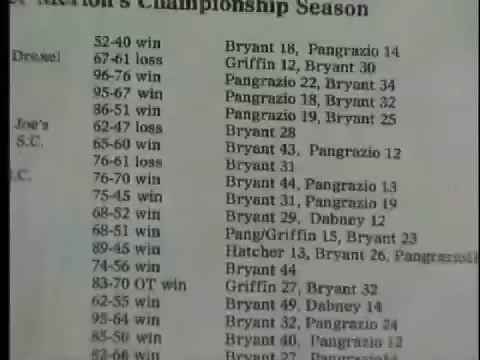 Merion's Championship Season
52-40 win Bryant 18, Pangrazio 14
Drexel 67-61 loss Griffin 12, Bryant 30
96-76 win Pangrazio 22, Bryant 34
95-67 win Pangrazio 18, Bryant 32
86-51 win Pangrazio 19, Bryant 25
Joe's 62-47 loss Bryant 28
S.C. 65-60 win Bryant 43, Pangrazio 12
76-61 loss Bryant 31
.C. 76-70 win Bryant 44, Pangrazio 13
75-45 win Bryant 31, Pangrazio 19
68-52 win Bryant 29, Dabney 12
68-51 win Pang/Griffin 15, Bryant 23
89-45 win Hatcher 13, Bryant 26, Pangrazio
74-56 win Bryant 44
83-70 OT win Griffin 27, Bryant 32
62-55 win Bryant 49, Dabney 14
95-64 win Bryant 32, Pangrazio 24
85-50 win Bryant 40, Pangrazio 12
win Bryant 27,